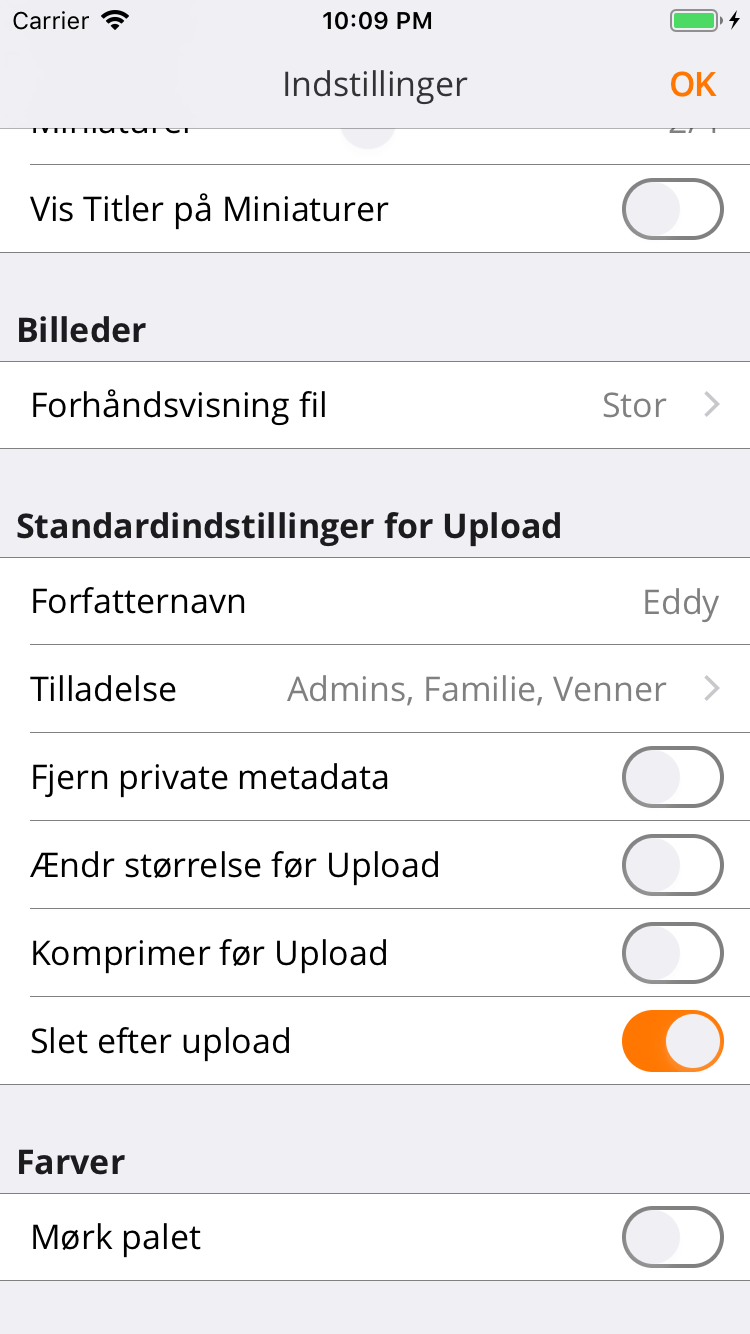 Carrier 10:09 PM
Indstillinger OK
Miniaturer
Vis Titler på Miniaturer
Billeder
Forhåndsvisning fil Stor
Standardindstillinger for Upload
Forfatternavn Eddy
Tilladelse Admins, Familie, Venner
Fjern private metadata
Ændr størrelse før Upload
Komprimer før Upload
Slet efter upload
Farver
Mørk palet